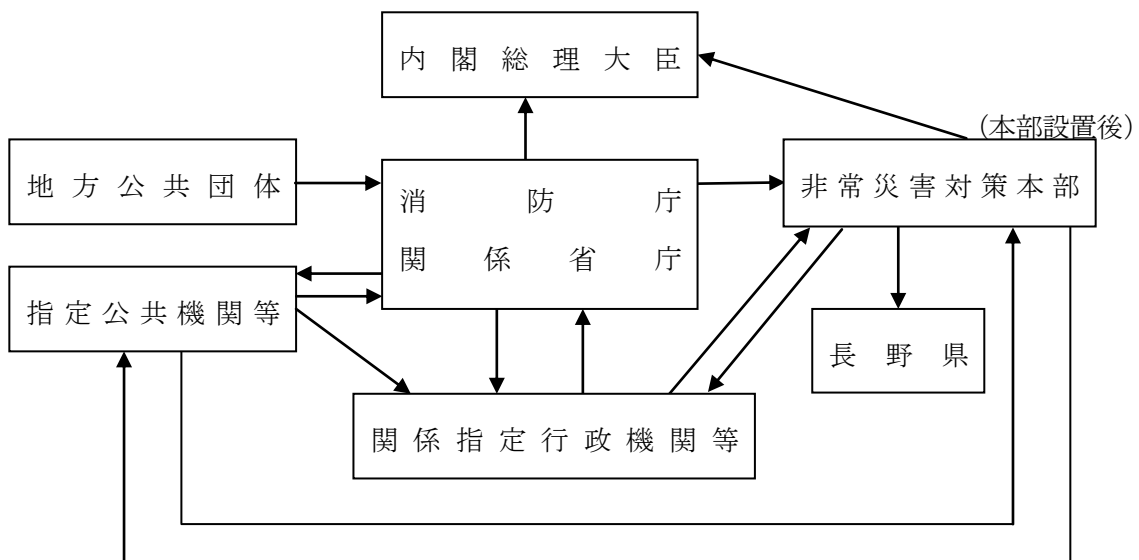 内閣総理大臣
(本部設置後)
地方公共団体
消防庁
関係省庁
非常災害対策本部
指定公共機関等
長野県
関係指定行政機関等